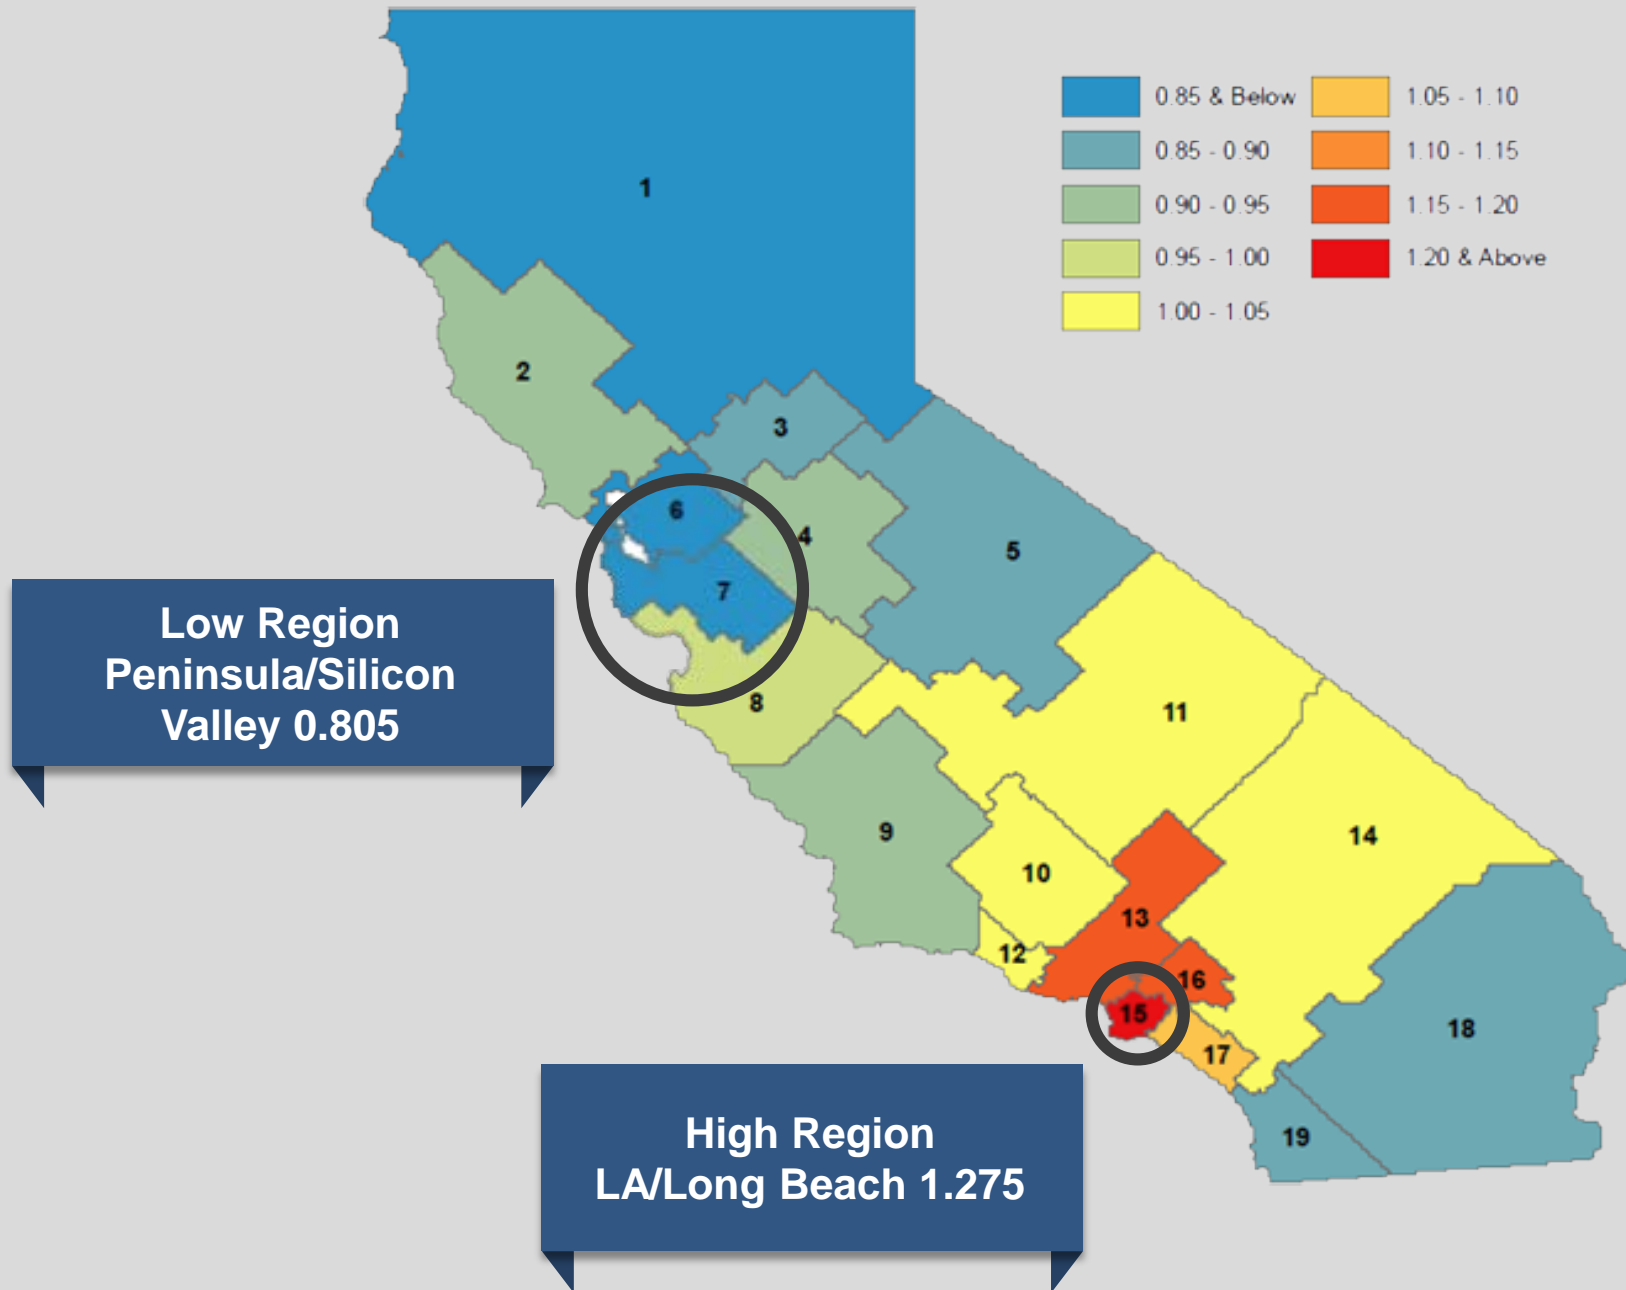 0.85 & Below
1.05 - 1.10
0.85 - 0.90
1.10 - 1.15
0.90 - 0.95
1.15 - 1.20
0.95 - 1.00
1.20 & Above
1.00 - 1.05
1
2
3
6
4
5
7
8
11
9
14
10
13
12
16
15
18
17
19
Low Region
Peninsula/Silicon
Valley 0.805
High Region
LA/Long Beach 1.275